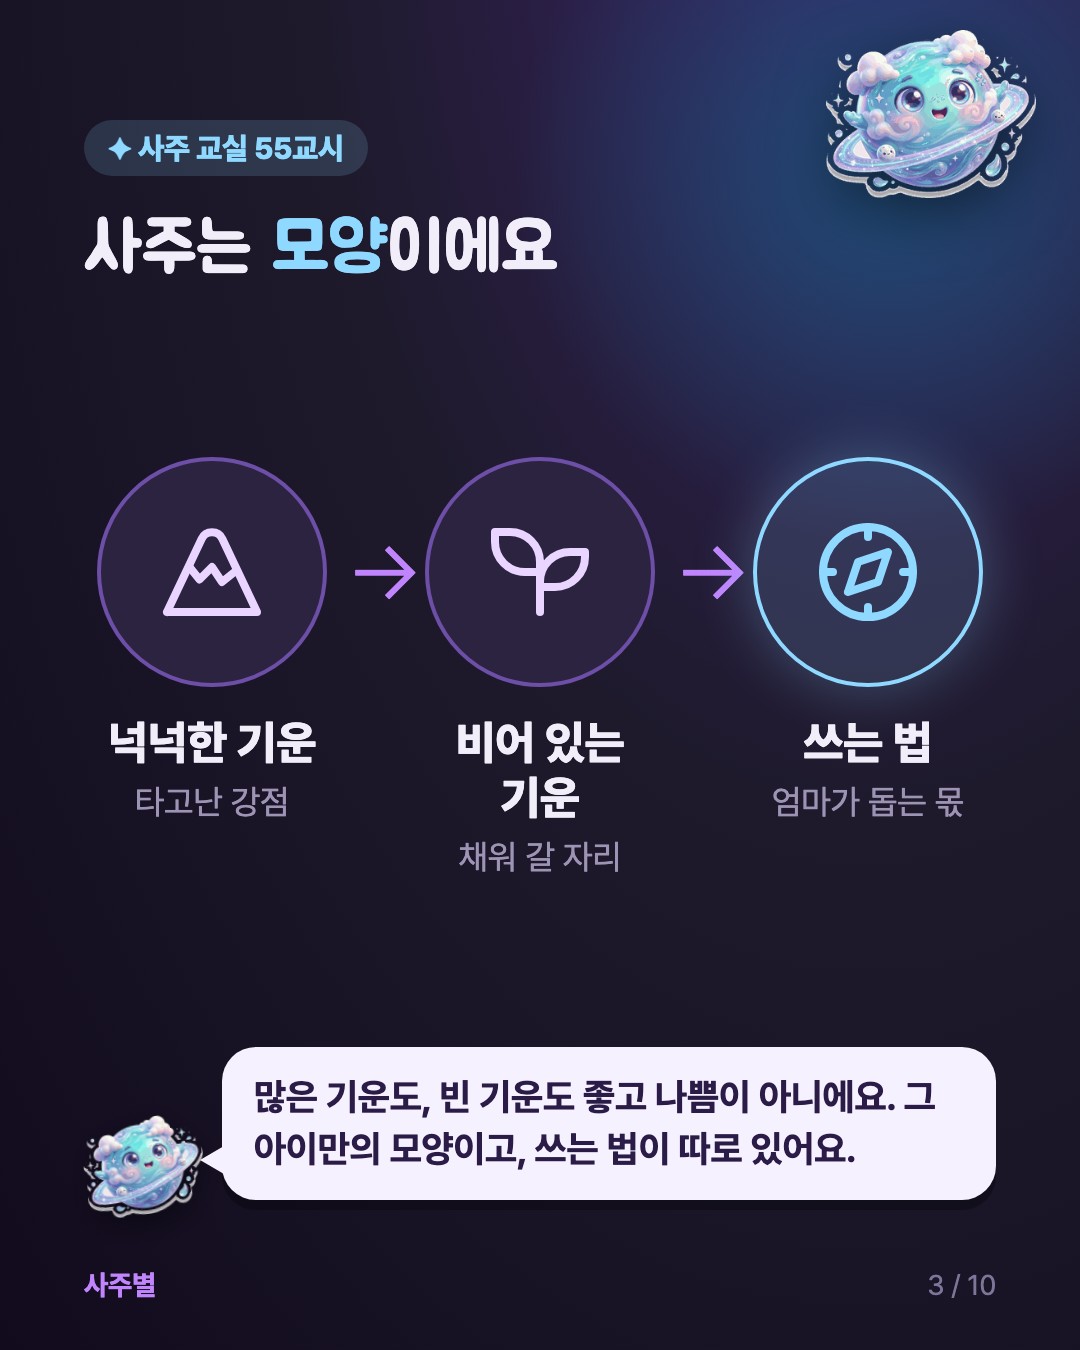 사주 교실 55교시
사주는 모양이에요
넉넉한 기운
타고난 강점
비어 있는
기운
채워 갈 자리
쓰는 법
엄마가 돕는 몫
많은 기운도, 빈 기운도 좋고 나쁨이 아니에요. 그
아이만의 모양이고, 쓰는 법이 따로 있어요.
사주별
3 / 10